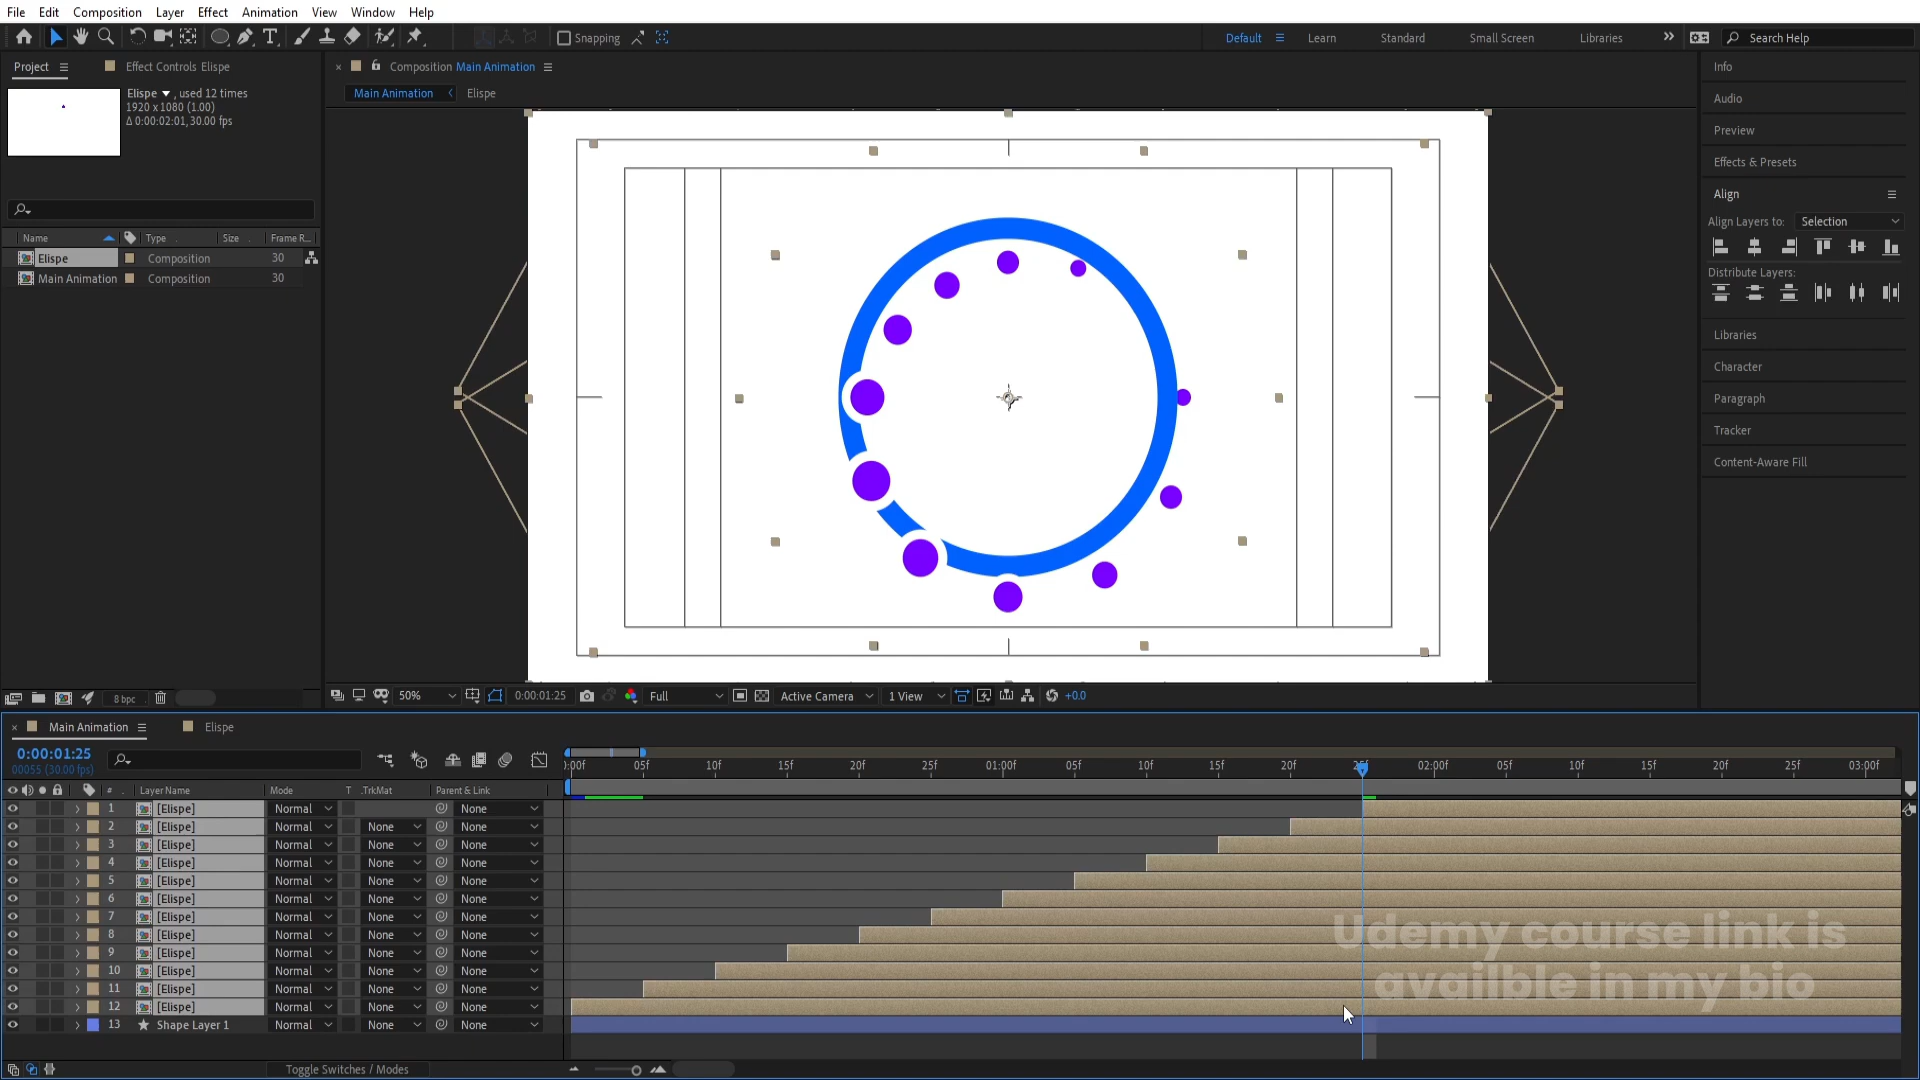 File Edit Composition Layer Effect Animation View Window Help
Snapping Default Learn Standard Small Screen Libraries Search Help
Project Effect Controls Elispe
Composition Main Animation
Main Animation Elispe
Elispe , used 12 times
1920 x 1080 (1.00)
Δ 0:00:02:01, 30.00 fps
Name Type Size Frame R...
Elispe Composition 30
Main Animation Composition 30
8 bpc
50% 0:00:01:25 Full Active Camera 1 View +0.0
Info
Audio
Preview
Effects & Presets
Align
Align Layers to: Selection
Distribute Layers:
Libraries
Character
Paragraph
Tracker
Content-Aware Fill
Main Animation Elispe
0:00:01:25
00055 (30.00 fps)
):00f 05f 10f 15f 20f 25f 01:00f 05f 10f 15f 20f 02:00f 05f 10f 15f 20f 25f 03:00f
# Layer Name Mode T .TrkMat Parent & Link
1 [Elispe] Normal None
2 [Elispe] Normal None None
3 [Elispe] Normal None None
4 [Elispe] Normal None None
5 [Elispe] Normal None None
6 [Elispe] Normal None None
7 [Elispe] Normal None None
8 [Elispe] Normal None None
9 [Elispe] Normal None None
10 [Elispe] Normal None None
11 [Elispe] Normal None None
12 [Elispe] Normal None None
13 Shape Layer 1 Normal None None
Udemy course link is
availble in my bio
Toggle Switches / Modes